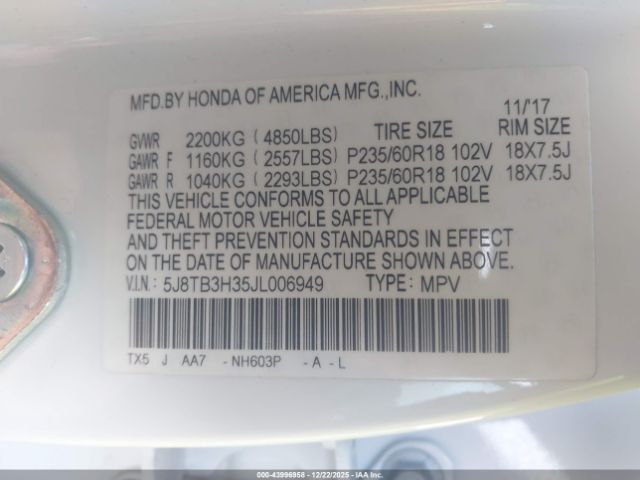 MFD.BY HONDA OF AMERICA MFG.,INC.
11/'17
GVWR 2200KG ( 4850LBS) TIRE SIZE RIM SIZE
GAWR F 1160KG ( 2557LBS) P235/60R18 102V 18X7.5J
GAWR R 1040KG ( 2293LBS) P235/60R18 102V 18X7.5J
THIS VEHICLE CONFORMS TO ALL APPLICABLE
FEDERAL MOTOR VEHICLE SAFETY
AND THEFT PREVENTION STANDARDS IN EFFECT
ON THE DATE OF MANUFACTURE SHOWN ABOVE.
V.I.N.: 5J8TB3H35JL006949 TYPE: MPV
TX5 J AA7 - NH603P - A - L
000-43996958 - 12/22/2025 - IAAI.COM